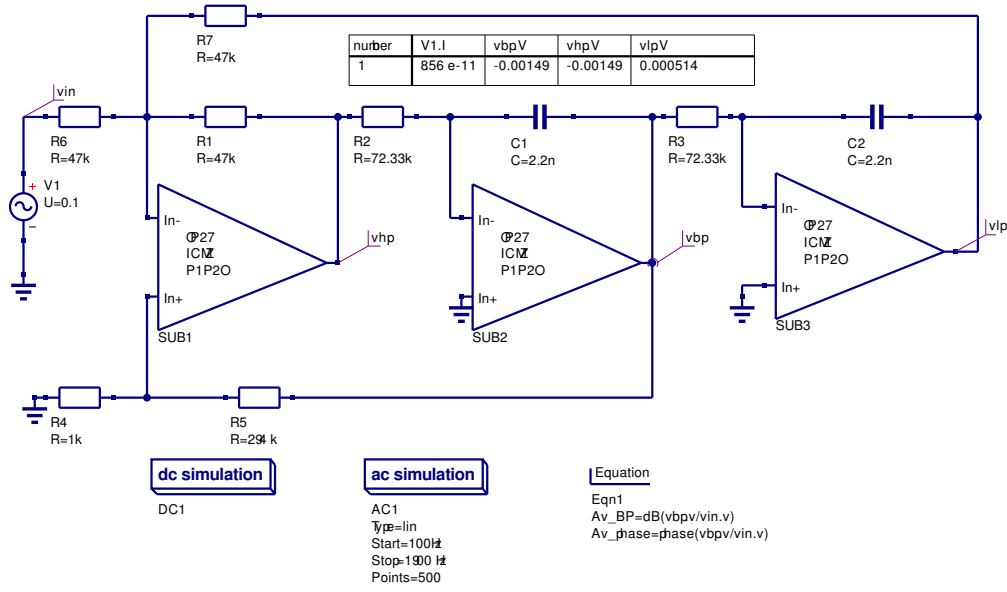 R7
R=47k
number V1.I vbpV vhpV vlpV
1 856 e-11 -0.00149 -0.00149 0.000514
vin
R6
R=47k
R1
R=47k
R2
R=72.33k
C1
C=2.2n
R3
R=72.33k
C2
C=2.2n
V1
U=0.1
+
–
In-
OP27
ICMZ
P1P2O
In+
SUB1
vhp
In-
OP27
ICMZ
P1P2O
In+
SUB2
vbp
In-
OP27
ICMZ
P1P2O
In+
SUB3
vlp
R4
R=1k
R5
R=294 k
dc simulation
DC1
ac simulation
AC1
Type=lin
Start=100Hz
Stop=1900 Hz
Points=500
Equation
Eqn1
Av_BP=dB(vbpv/vin.v)
Av_phase=phase(vbpv/vin.v)